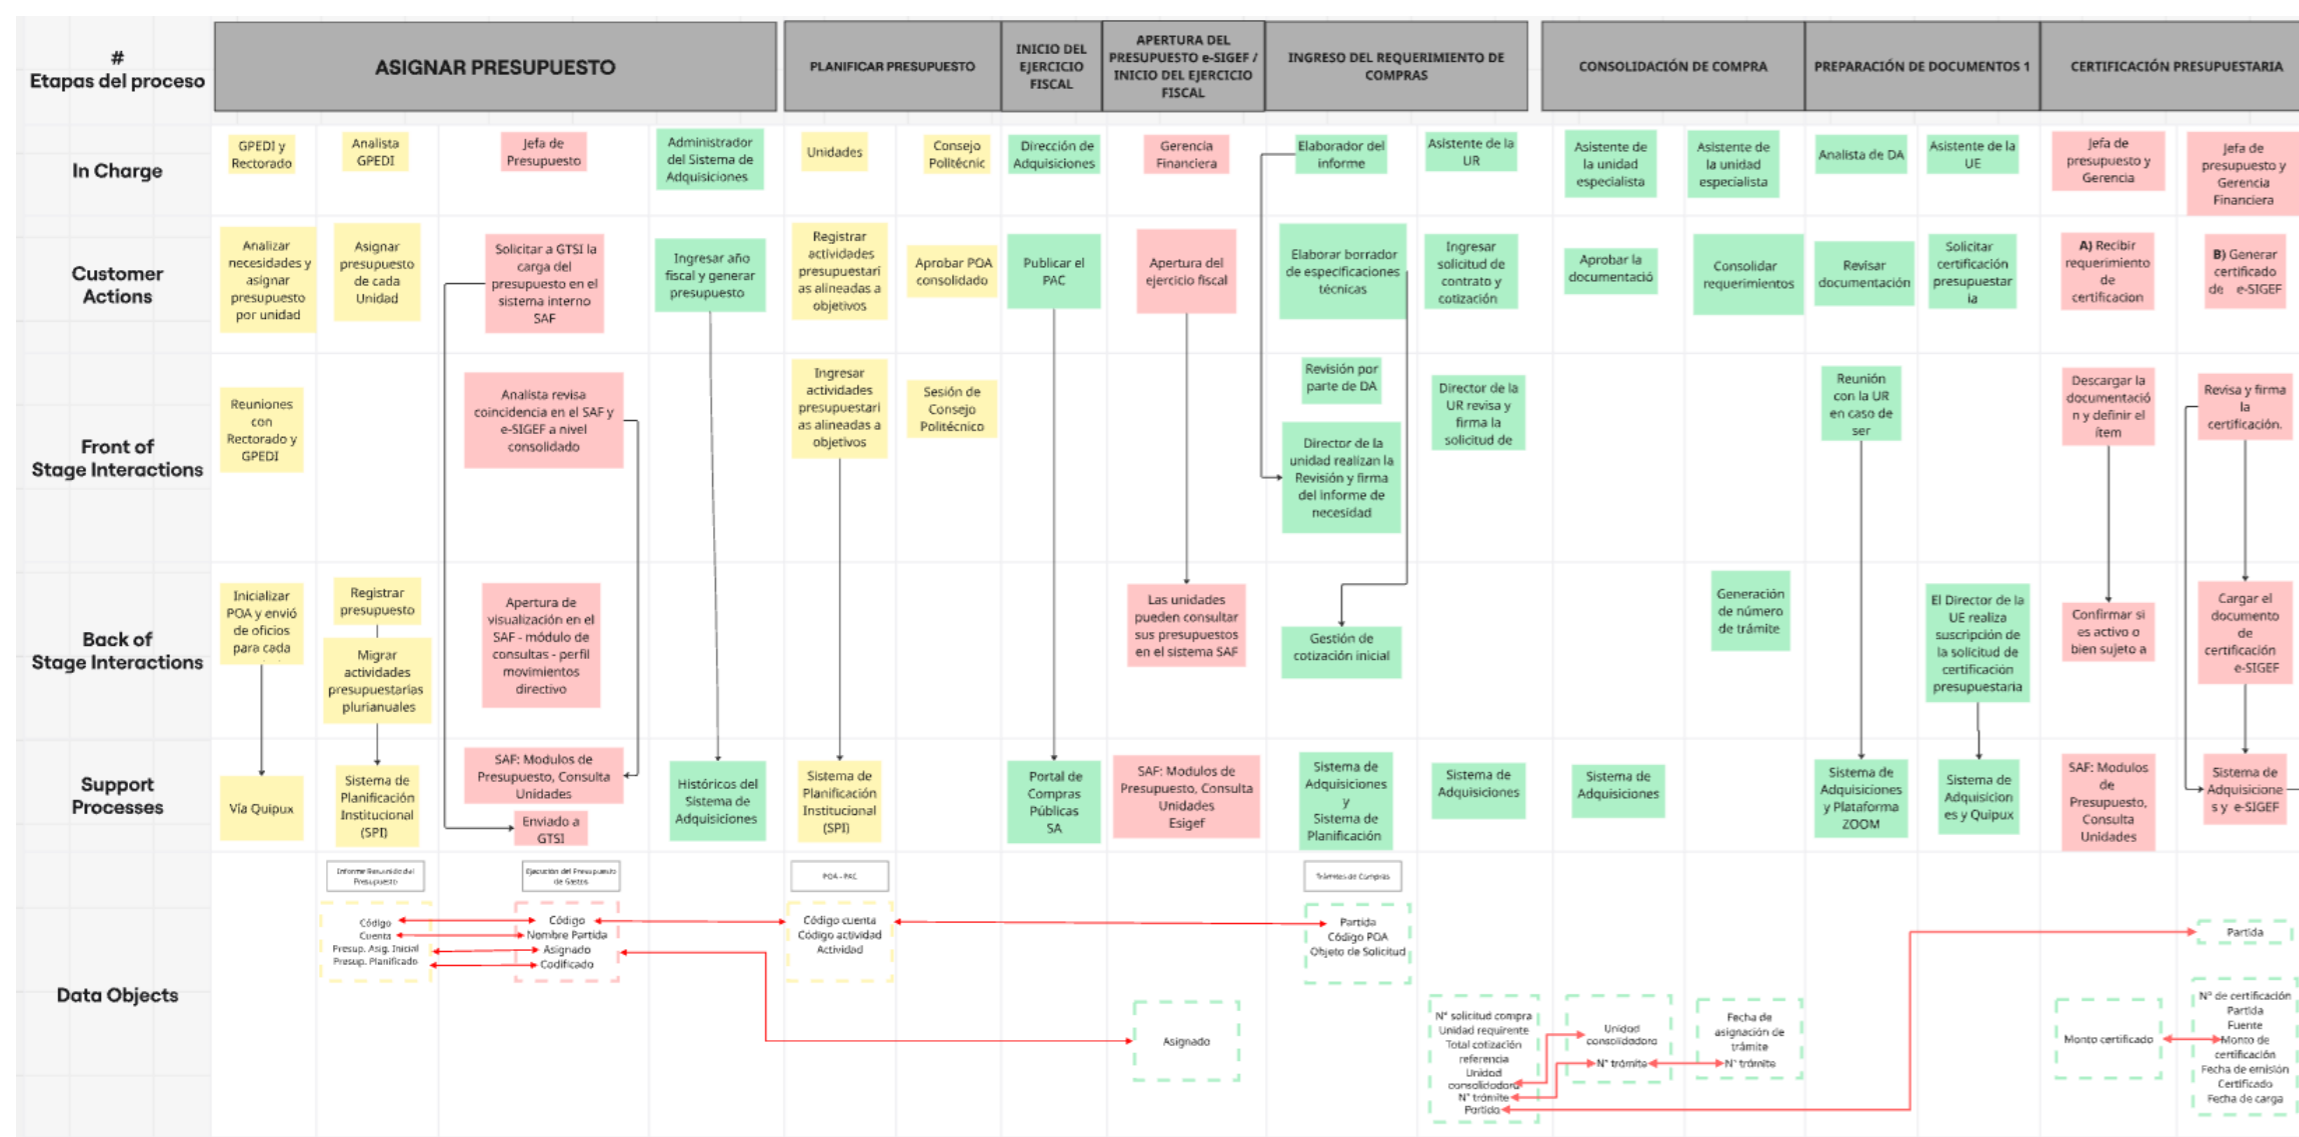 #
Etapas del proceso
ASIGNAR PRESUPUESTO
PLANIFICAR PRESUPUESTO
INICIO DEL
EJERCICIO
FISCAL
APERTURA DEL
PRESUPUESTO e-SIGEF /
INICIO DEL EJERCICIO
FISCAL
INGRESO DEL REQUERIMIENTO DE
COMPRAS
CONSOLIDACIÓN DE COMPRA
PREPARACIÓN DE DOCUMENTOS 1
CERTIFICACIÓN PRESUPUESTARIA
In Charge
GPEDI y
Rectorado
Analista
GPEDI
Jefa de
Presupuesto
Administrador
del Sistema de
Adquisiciones
Unidades
Consejo
Politécnic
Dirección de
Adquisiciones
Gerencia
Financiera
Elaborador del
informe
Asistente de la
UR
Asistente de
la unidad
especialista
Asistente de
la unidad
especialista
Analista de DA
Asistente de la
UE
Jefa de
presupuesto y
Gerencia
Jefa de
presupuesto y
Gerencia
Financiera
Customer
Actions
Analizar
necesidades y
asignar
presupuesto
por unidad
Asignar
presupuesto
de cada
Unidad
Solicitar a GTSI la
carga del
presupuesto en el
sistema interno
SAF
Ingresar año
fiscal y generar
presupuesto
Registrar
actividades
presupuestari
as alineadas a
objetivos
Aprobar POA
consolidado
Publicar el
PAC
Apertura del
ejercicio fiscal
Elaborar borrador
de especificaciones
técnicas
Ingresar
solicitud de
contrato y
cotización
Aprobar la
documentació
Consolidar
requerimientos
Revisar
documentación
Solicitar
certificación
presupuestar
ia
A) Recibir
requerimiento
de
certificacion
B) Generar
certificado
de e-SIGEF
Front of
Stage Interactions
Reuniones
con
Rectorado y
GPEDI
Analista revisa
coincidencia en el SAF y
e-SIGEF a nivel
consolidado
Ingresar
actividades
presupuestari
as alineadas a
objetivos
Sesión de
Consejo
Politécnico
Revisión por
parte de DA
Director de la
unidad realizan la
Revisión y firma
del informe de
necesidad
Director de la
UR revisa y
firma la
solicitud de
Reunión
con la UR
en caso de
ser
Descargar la
documentació
n y definir el
ítem
Revisa y firma
la
certificación.
Back of
Stage Interactions
Inicializar
POA y envió
de oficios
para cada
Registrar
presupuesto
Migrar
actividades
presupuestarias
plurianuales
Apertura de
visualización en el
SAF - módulo de
consultas - perfil
movimientos
directivo
Las unidades
pueden consultar
sus presupuestos
en el sistema SAF
Gestión de
cotización inicial
Generación
de número
de trámite
El Director de la
UE realiza
suscripción de
la solicitud de
certificación
presupuestaria
Confirmar si
es activo o
bien sujeto a
Cargar el
documento
de
certificación
e-SIGEF
Support
Processes
Vía Quipux
Sistema de
Planificación
Institucional
(SPI)
SAF: Modulos de
Presupuesto, Consulta
Unidades
Enviado a
GTSI
Históricos del
Sistema de
Adquisiciones
Sistema de
Planificación
Institucional
(SPI)
Portal de
Compras
Públicas
SA
SAF: Modulos de
Presupuesto, Consulta
Unidades
Esigef
Sistema de
Adquisiciones
y
Sistema de
Planificación
Sistema de
Adquisiciones
Sistema de
Adquisiciones
Sistema de
Adquisiciones
y Plataforma
ZOOM
Sistema de
Adquisicion
es y Quipux
SAF: Modulos
de
Presupuesto,
Consulta
Unidades
Sistema de
Adquisicione
s y e-SIGEF
Data Objects
Informe Resumido del
Presupuesto
Ejecución del Presupuesto
de Gastos
POA - PAC
Trámites de Compras
Código
Cuenta
Presup. Asig. Inicial
Presup. Planificado
Código
Nombre Partida
Asignado
Codificado
Código cuenta
Código actividad
Actividad
Partida
Código POA
Objeto de Solicitud
Partida
Asignado
N° solicitud compra
Unidad requirente
Total cotización
referencia
Unidad
consolidadora
N° trámite
Partida
Unidad
consolidadora
N° trámite
Fecha de
asignación de
trámite
N° trámite
Monto certificado
N° de certificación
Partida
Fuente
Monto de
certificación
Fecha de emisión
Certificado
Fecha de carga